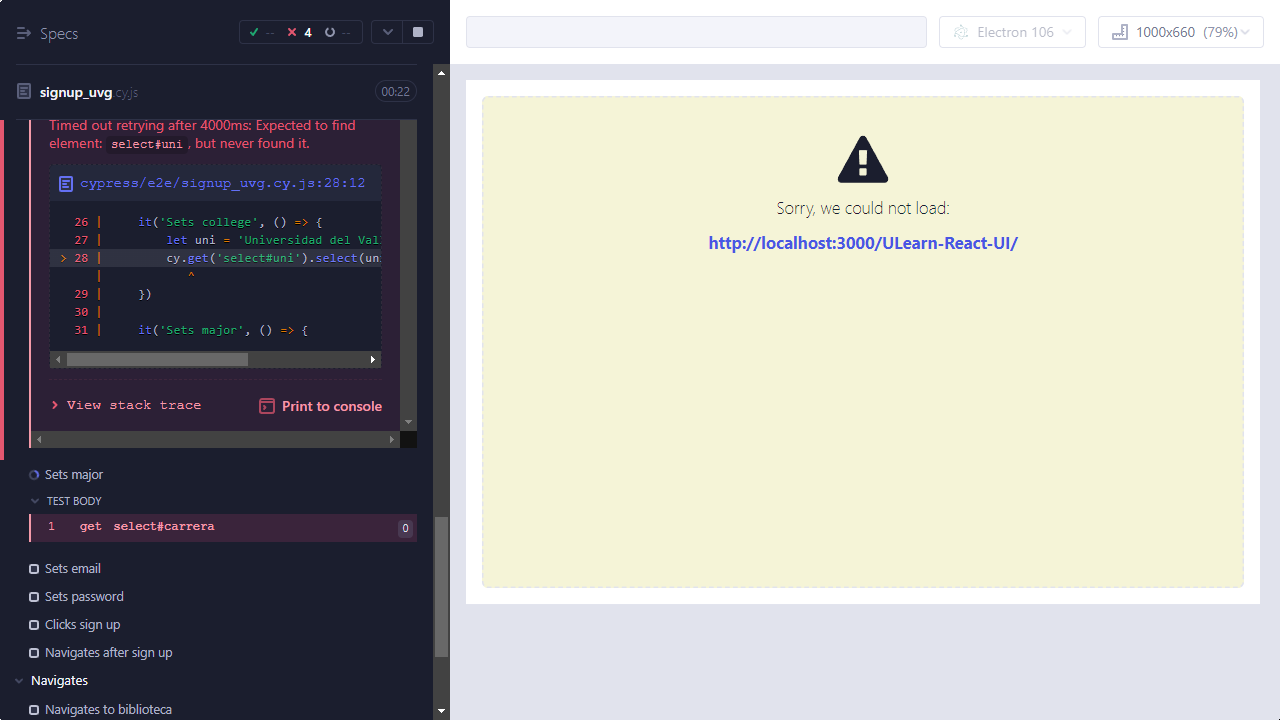 Specs
-- 4 --
signup_uvg.cy.js
00:22
Timed out retrying after 4000ms: Expected to find
element: select#uni, but never found it.
cypress/e2e/signup_uvg.cy.js:28:12
26 | it('Sets college', () => {
27 | let uni = 'Universidad del Val
> 28 | cy.get('select#uni').select(uni
| ^
29 | })
30 |
31 | it('Sets major', () => {
> View stack trace
Print to console
Sets major
TEST BODY
1 get select#carrera 0
Sets email
Sets password
Clicks sign up
Navigates after sign up
Navigates
Navigates to biblioteca
Electron 106
1000x660 (79%)
Sorry, we could not load:
http://localhost:3000/ULearn-React-UI/